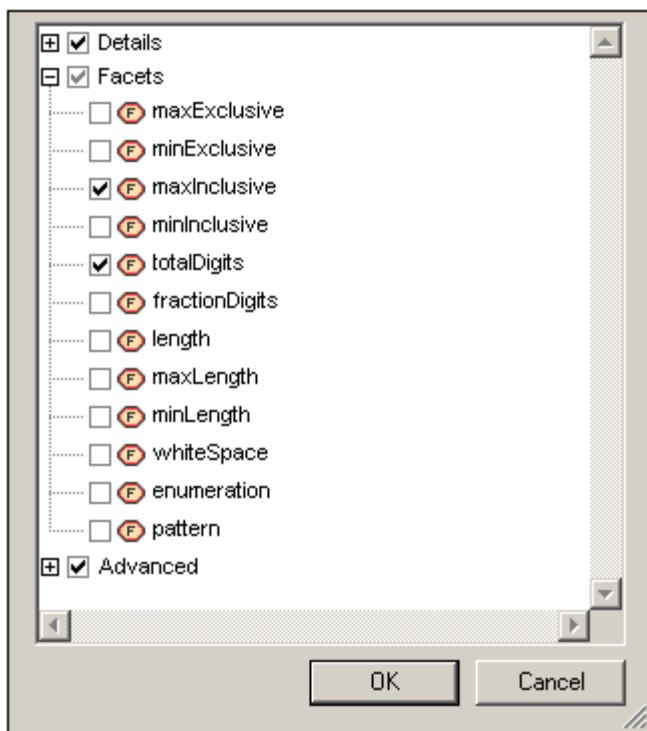 Details
Facets
F maxExclusive
F minExclusive
F maxInclusive
F minInclusive
F totalDigits
F fractionDigits
F length
F maxLength
F minLength
F whiteSpace
F enumeration
F pattern
Advanced
OK Cancel